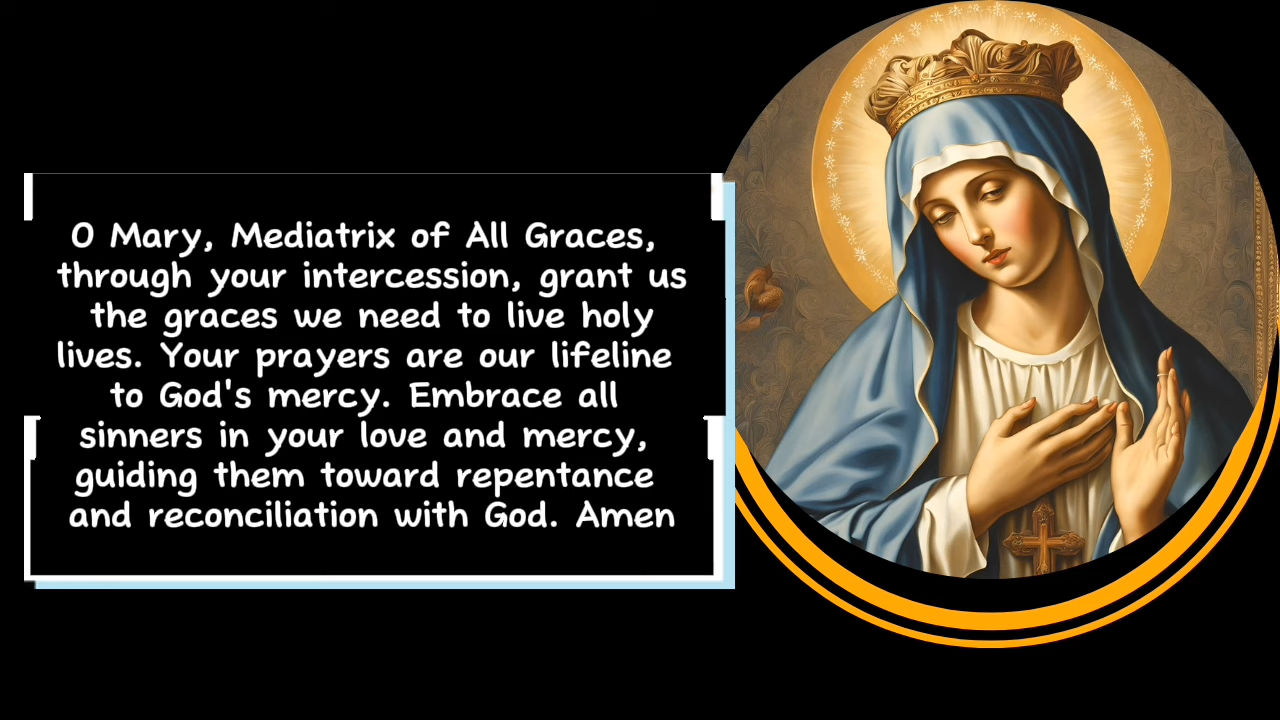 O Mary, Mediatrix of All Graces,
through your intercession, grant us
the graces we need to live holy
lives. Your prayers are our lifeline
to God's mercy. Embrace all
sinners in your love and mercy,
guiding them toward repentance
and reconciliation with God. Amen